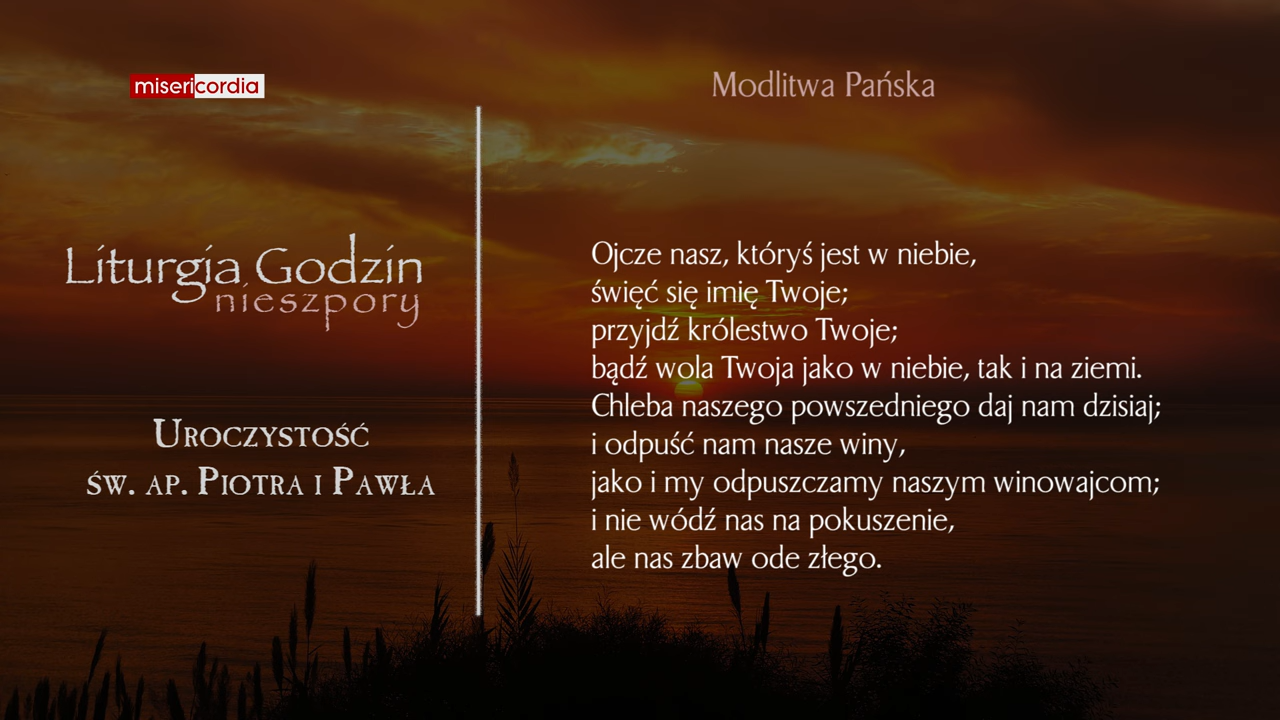 misericordia
Liturgia Godzin
nieszpory
Uroczystość
św. ap. Piotra i Pawła
Modlitwa Pańska
Ojcze nasz, któryś jest w niebie,
święć się imię Twoje;
przyjdź królestwo Twoje;
bądź wola Twoja jako w niebie, tak i na ziemi.
Chleba naszego powszedniego daj nam dzisiaj;
i odpuść nam nasze winy,
jako i my odpuszczamy naszym winowajcom;
i nie wódź nas na pokuszenie,
ale nas zbaw ode złego.